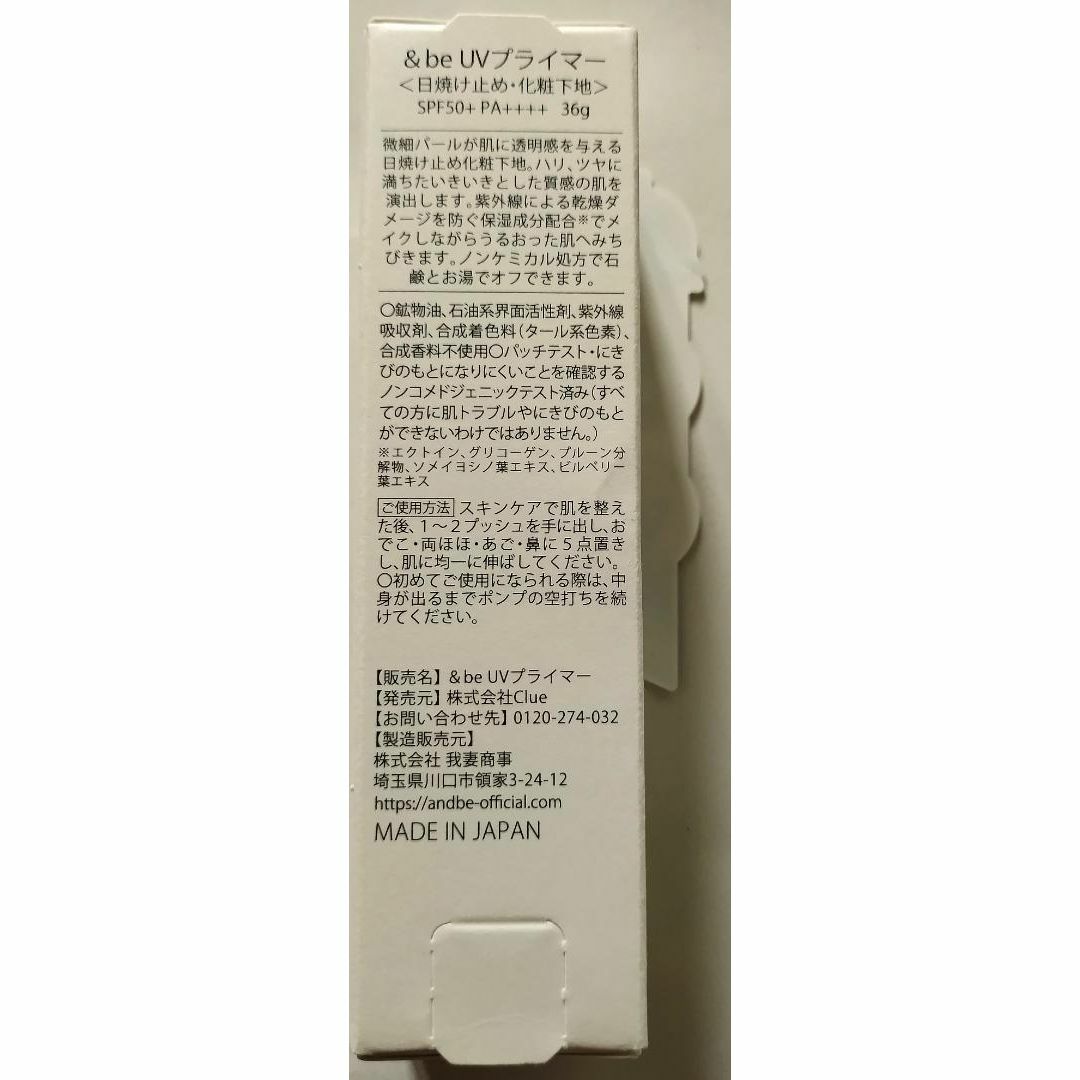 &be UVプライマー
＜日焼け止め・化粧下地＞
SPF50+ PA++++ 36g
微細パールが肌に透明感を与える
日焼け止め化粧下地。ハリ、ツヤに
満ちたいきいきとした質感の肌を
演出します。紫外線による乾燥ダ
メージを防ぐ保湿成分配合※でメ
イクしながらうるおった肌へみち
びきます。ノンケミカル処方で石
鹸とお湯でオフできます。
〇鉱物油、石油系界面活性剤、紫外線
吸収剤、合成着色料（タール系色素）、
合成香料不使用〇パッチテスト・にき
びのもとになりにくいことを確認する
ノンコメドジェニックテスト済み（すべ
ての方に肌トラブルやにきびのもと
ができないわけではありません。）
※エクトイン、グリコーゲン、プルーン分
解物、ソメイヨシノ葉エキス、ビルベリー
葉エキス
ご使用方法 スキンケアで肌を整え
た後、1～2プッシュを手に出し、お
でこ・両ほほ・あご・鼻に5点置き
し、肌に均一に伸ばしてください。
〇初めてご使用になられる際は、中
身が出るまでポンプの空打ちを続
けてください。
【販売名】 &be UVプライマー
【発売元】 株式会社Clue
【お問い合わせ先】 0120-274-032
【製造販売元】
株式会社 我妻商事
埼玉県川口市領家3-24-12
https://andbe-official.com
MADE IN JAPAN